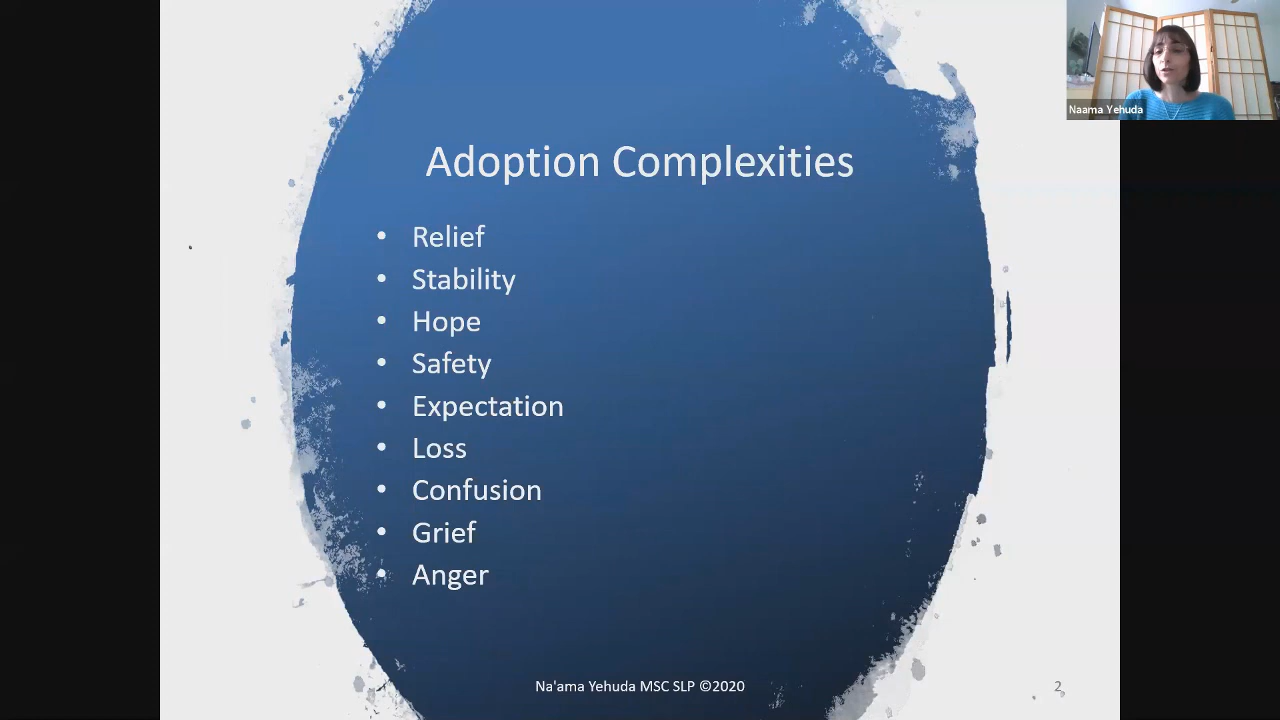 Naama Yehuda
Adoption Complexities
• Relief
• Stability
• Hope
• Safety
• Expectation
• Loss
• Confusion
• Grief
• Anger
Na'ama Yehuda MSC SLP ©2020
2